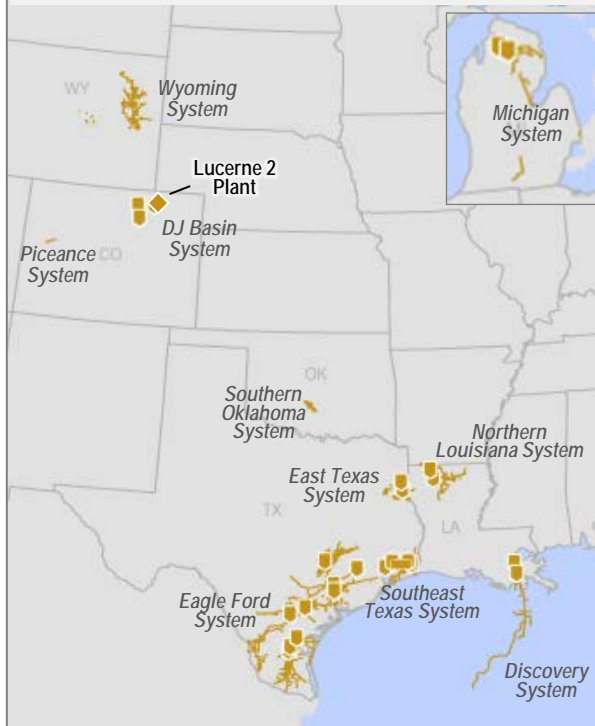 WY
Wyoming
System
Michigan
System
Lucerne 2
Plant
DJ Basin
System
Piceance
System
CO
OK
Southern
Oklahoma
System
Northern
Louisiana System
East Texas
System
TX
LA
Eagle Ford
System
Southeast
Texas System
Discovery
System